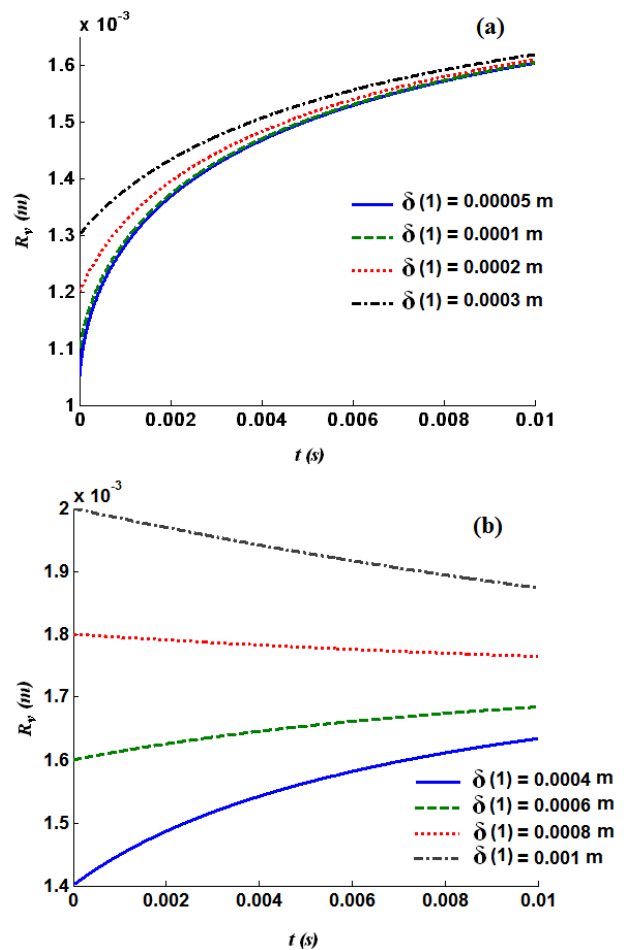 x 10⁻³
(a)
1.6
1.5
1.4
1.3
1.2
1.1
1
R_v (m)
δ (1) = 0.00005 m
δ (1) = 0.0001 m
δ (1) = 0.0002 m
δ (1) = 0.0003 m
0 0.002 0.004 0.006 0.008 0.01
t (s)
x 10⁻³
(b)
2
1.9
1.8
1.7
1.6
1.5
1.4
R_v (m)
δ (1) = 0.0004 m
δ (1) = 0.0006 m
δ (1) = 0.0008 m
δ (1) = 0.001 m
0 0.002 0.004 0.006 0.008 0.01
t (s)